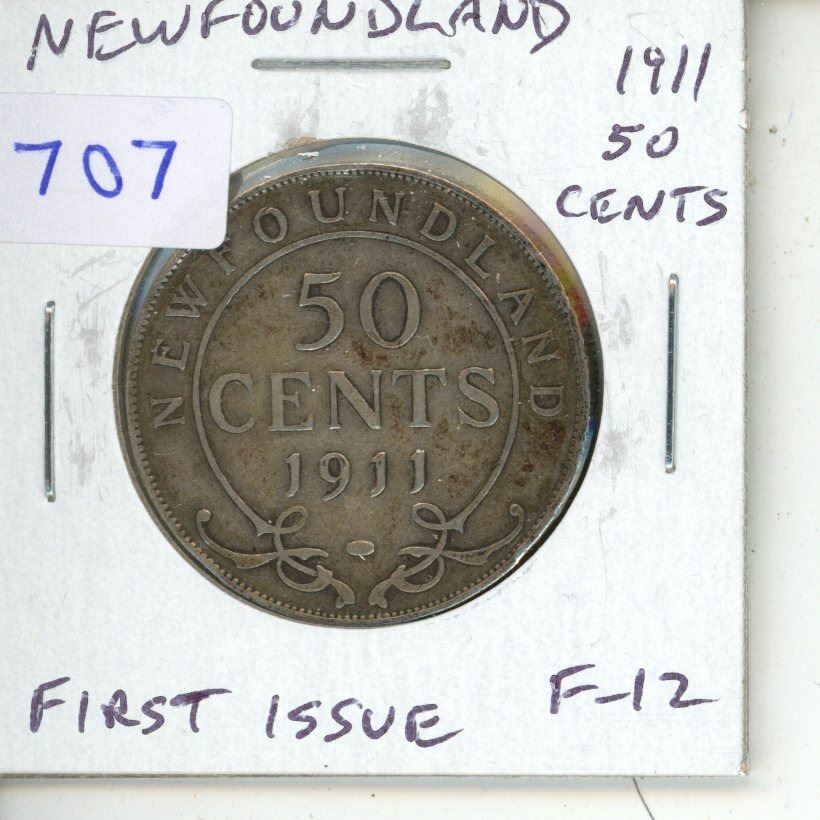 NEWFOUNDLAND
1911
50
CENTS
707
NEWFOUNDLAND
50
CENTS
1911
FIRST ISSUE
F-12